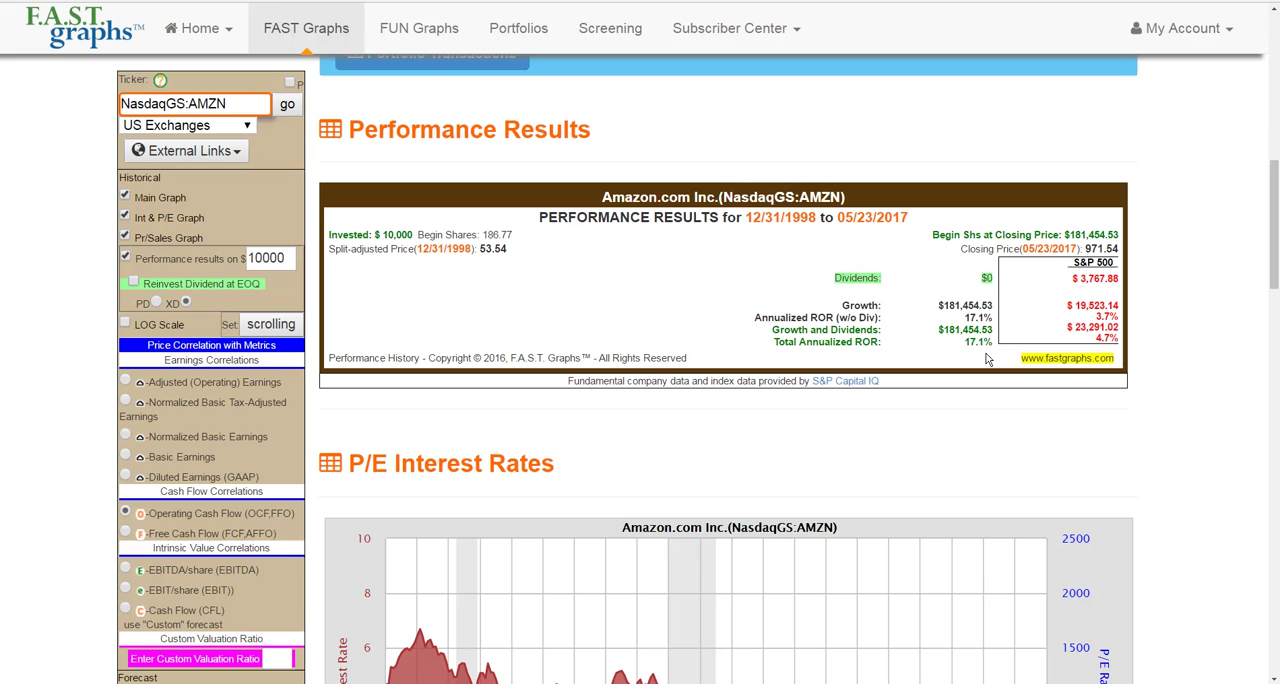 F.A.S.T.
graphs™
Home
FAST Graphs
FUN Graphs
Portfolios
Screening
Subscriber Center
My Account
Ticker:
P
NasdaqGS:AMZN
go
US Exchanges
External Links
Historical
Main Graph
Int & P/E Graph
Pr/Sales Graph
Performance results on $ 10000
Reinvest Dividend at EOQ
PD XD
LOG Scale Set: scrolling
Price Correlation with Metrics
Earnings Correlations
-Adjusted (Operating) Earnings
-Normalized Basic Tax-Adjusted
Earnings
-Normalized Basic Earnings
-Basic Earnings
-Diluted Earnings (GAAP)
Cash Flow Correlations
O-Operating Cash Flow (OCF,FFO)
F-Free Cash Flow (FCF,AFFO)
Intrinsic Value Correlations
E-EBITDA/share (EBITDA)
e-EBIT/share (EBIT))
C-Cash Flow (CFL)
use "Custom" forecast
Custom Valuation Ratio
Enter Custom Valuation Ratio
Forecast
Performance Results
Amazon.com Inc.(NasdaqGS:AMZN)
PERFORMANCE RESULTS for 12/31/1998 to 05/23/2017
Invested: $ 10,000 Begin Shares: 186.77
Begin Shs at Closing Price: $181,454.53
Split-adjusted Price(12/31/1998): 53.54
Closing Price(05/23/2017): 971.54
S&P 500
Dividends: $0 $ 3,767.88
Growth: $181,454.53 $ 19,523.14
Annualized ROR (w/o Div): 17.1% 3.7%
Growth and Dividends: $181,454.53 $ 23,291.02
Total Annualized ROR: 17.1% 4.7%
Performance History - Copyright © 2016, F.A.S.T. Graphs™ - All Rights Reserved
www.fastgraphs.com
Fundamental company data and index data provided by S&P Capital IQ
P/E Interest Rates
Amazon.com Inc.(NasdaqGS:AMZN)
10
8
6
2500
2000
1500